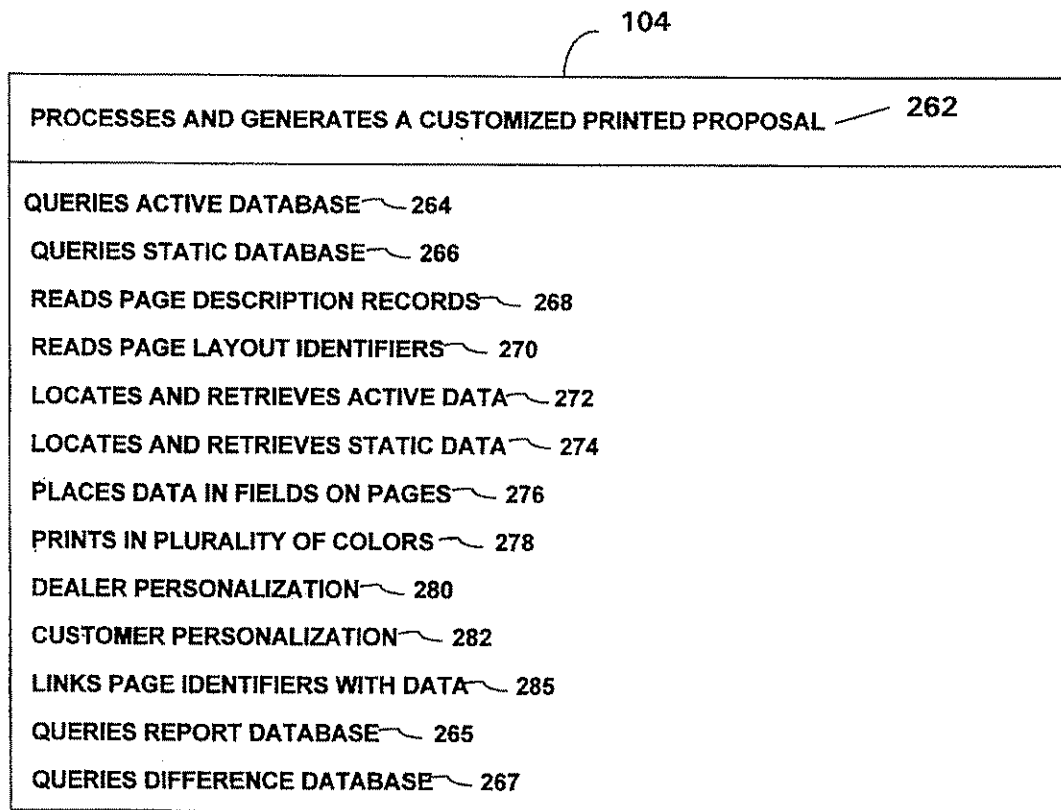 104
PROCESSES AND GENERATES A CUSTOMIZED PRINTED PROPOSAL 262
QUERIES ACTIVE DATABASE 264
QUERIES STATIC DATABASE 266
READS PAGE DESCRIPTION RECORDS 268
READS PAGE LAYOUT IDENTIFIERS 270
LOCATES AND RETRIEVES ACTIVE DATA 272
LOCATES AND RETRIEVES STATIC DATA 274
PLACES DATA IN FIELDS ON PAGES 276
PRINTS IN PLURALITY OF COLORS 278
DEALER PERSONALIZATION 280
CUSTOMER PERSONALIZATION 282
LINKS PAGE IDENTIFIERS WITH DATA 285
QUERIES REPORT DATABASE 265
QUERIES DIFFERENCE DATABASE 267